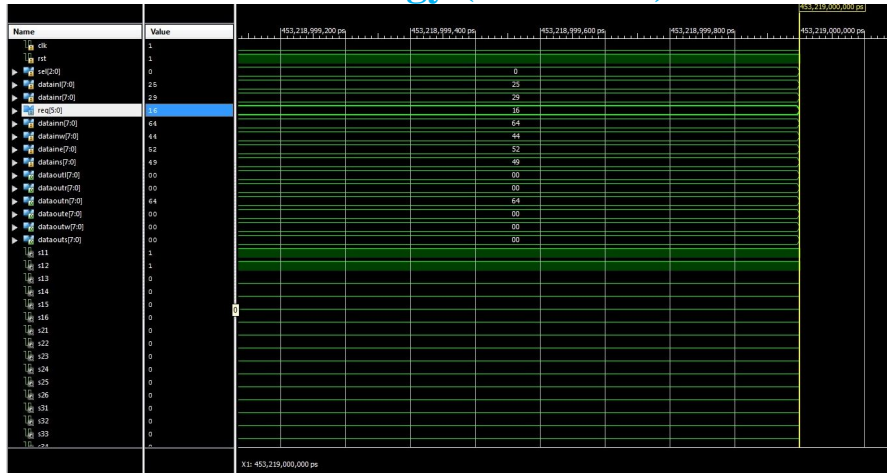 453,219,000,000 ps
Name Value 453,218,999,200 ps 453,218,999,400 ps 453,218,999,600 ps 453,218,999,800 ps 453,219,000,000 ps
clk 1
rst 1
sel[2:0] 0 0
datainl[7:0] 25 25
datainr[7:0] 29 29
req[5:0] 16 16
datainn[7:0] 64 64
datainw[7:0] 44 44
dataine[7:0] 52 52
datains[7:0] 49 49
dataoutl[7:0] 00 00
dataoutr[7:0] 00 00
dataoutn[7:0] 64 64
dataoute[7:0] 00 00
dataoutw[7:0] 00 00
dataouts[7:0] 00 00
s11 1
s12 1
s13 0
s14 0
s15 0
s16 0 0
s21 0
s22 0
s23 0
s24 0
s25 0
s26 0
s31 0
s32 0
s33 0
X1: 453,219,000,000 ps